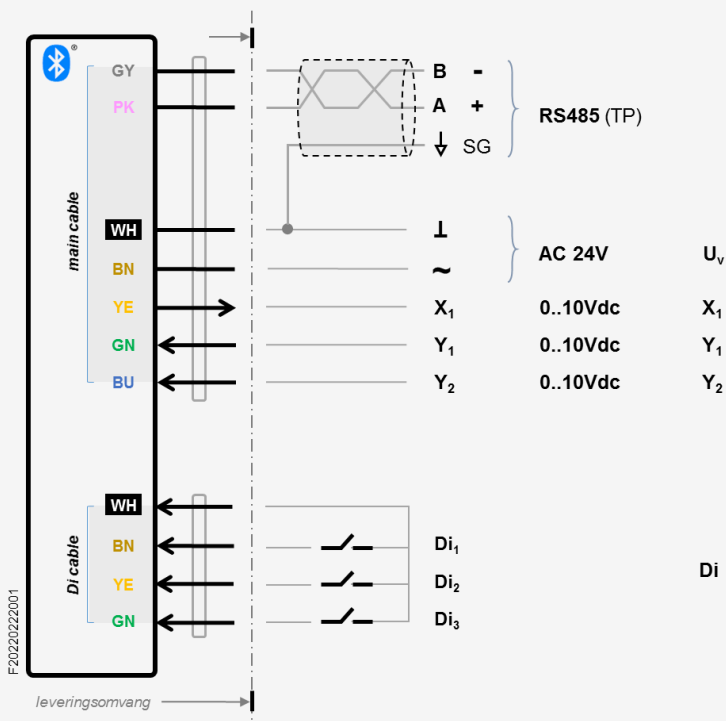 ®
GY B -
PK A + RS485 (TP)
SG
main cable
WH ⊥
BN ~ AC 24V Uv
YE X1 0..10Vdc X1
GN Y1 0..10Vdc Y1
BU Y2 0..10Vdc Y2
Di cable
WH
BN Di1
YE Di2 Di
GN Di3
F20220222001
leveringsomvang